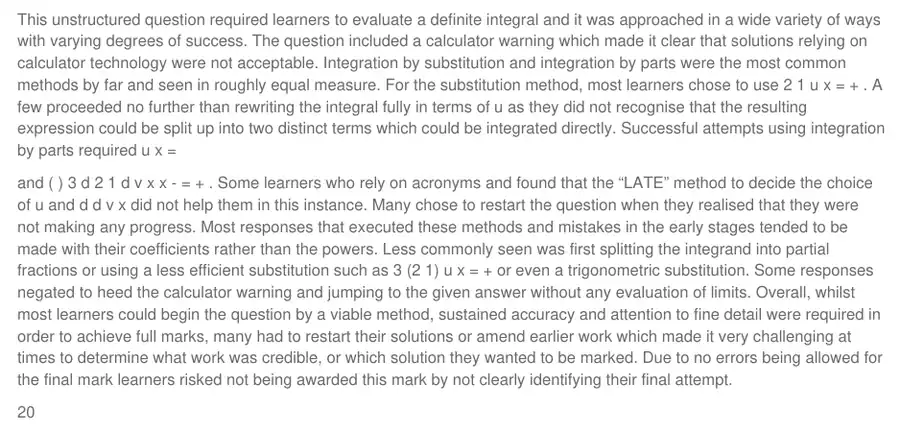 This unstructured question required learners to evaluate a definite integral and it was approached in a wide variety of ways
with varying degrees of success. The question included a calculator warning which made it clear that solutions relying on
calculator technology were not acceptable. Integration by substitution and integration by parts were the most common
methods by far and seen in roughly equal measure. For the substitution method, most learners chose to use 2 1 u x = + . A
few proceeded no further than rewriting the integral fully in terms of u as they did not recognise that the resulting
expression could be split up into two distinct terms which could be integrated directly. Successful attempts using integration
by parts required u x =
and ( ) 3 d 2 1 d v x x - = + . Some learners who rely on acronyms and found that the “LATE” method to decide the choice
of u and d d v x did not help them in this instance. Many chose to restart the question when they realised that they were
not making any progress. Most responses that executed these methods and mistakes in the early stages tended to be
made with their coefficients rather than the powers. Less commonly seen was first splitting the integrand into partial
fractions or using a less efficient substitution such as 3 (2 1) u x = + or even a trigonometric substitution. Some responses
negated to heed the calculator warning and jumping to the given answer without any evaluation of limits. Overall, whilst
most learners could begin the question by a viable method, sustained accuracy and attention to fine detail were required in
order to achieve full marks, many had to restart their solutions or amend earlier work which made it very challenging at
times to determine what work was credible, or which solution they wanted to be marked. Due to no errors being allowed for
the final mark learners risked not being awarded this mark by not clearly identifying their final attempt.
20